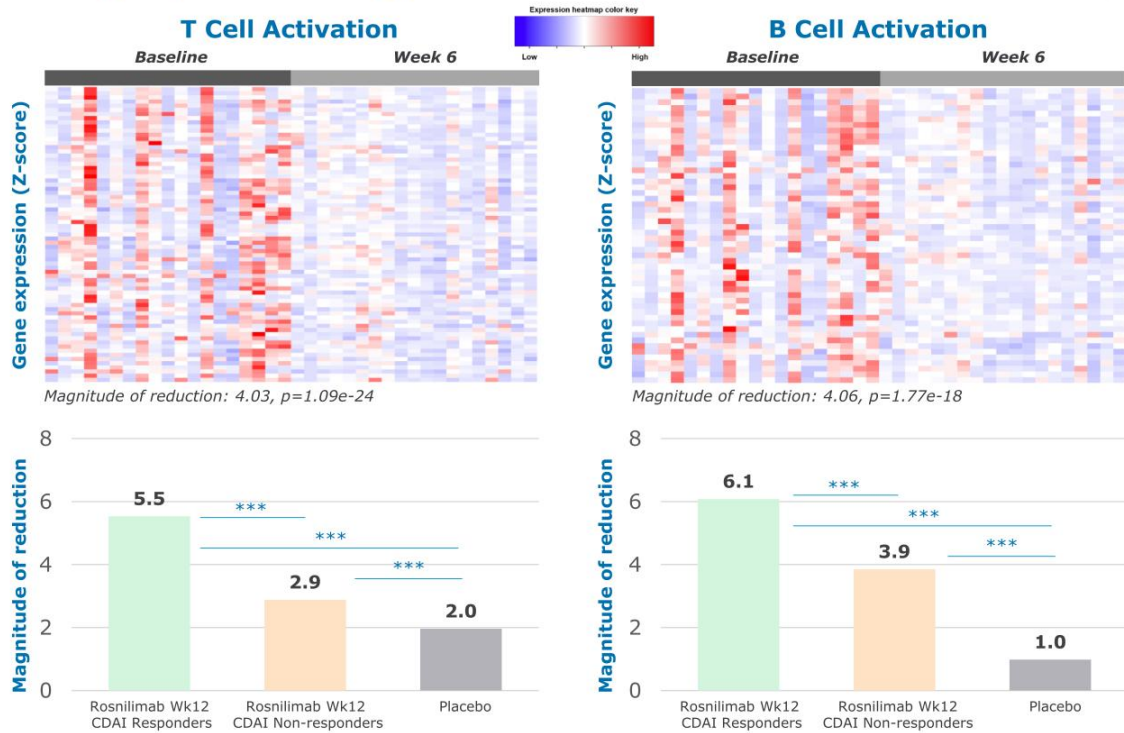 Expression heatmap color key
Low
High
T Cell Activation
Baseline
Week 6
Gene expression (Z-score)
Magnitude of reduction: 4.03, p=1.09e-24
B Cell Activation
Baseline
Week 6
Gene expression (Z-score)
Magnitude of reduction: 4.06, p=1.77e-18
Magnitude of reduction
8
6
4
2
0
5.5
***
***
***
2.9
2.0
Rosnilimab Wk12
CDAI Responders
Rosnilimab Wk12
CDAI Non-responders
Placebo
Magnitude of reduction
8
6
4
2
0
6.1
***
***
***
3.9
1.0
Rosnilimab Wk12
CDAI Responders
Rosnilimab Wk12
CDAI Non-responders
Placebo